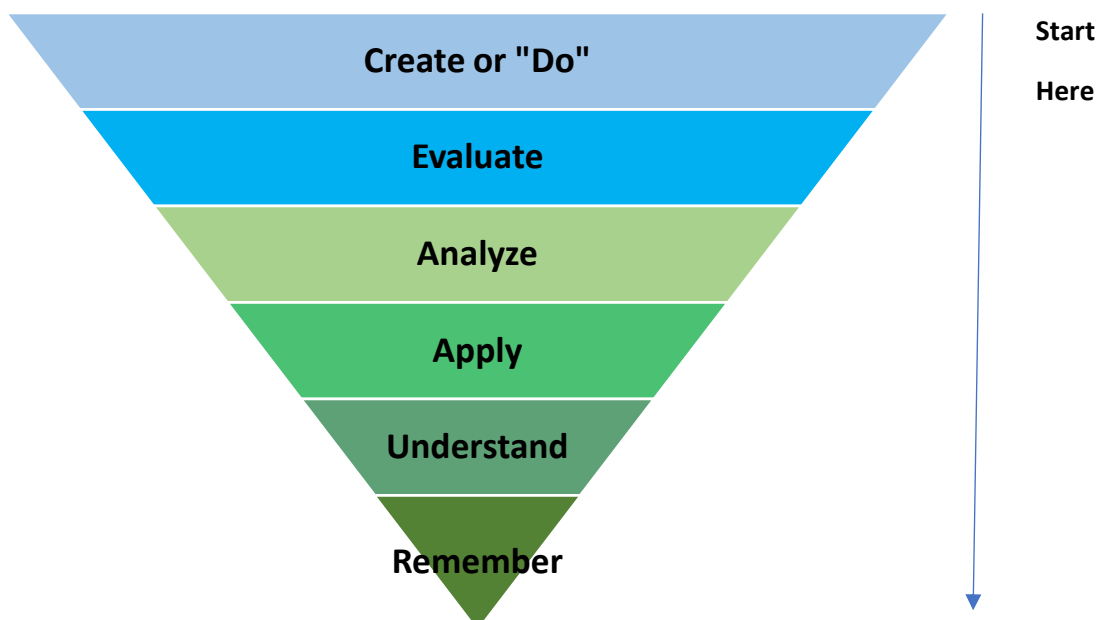 Start
Create or "Do"
Here
Evaluate
Analyze
Apply
Understand
Remember